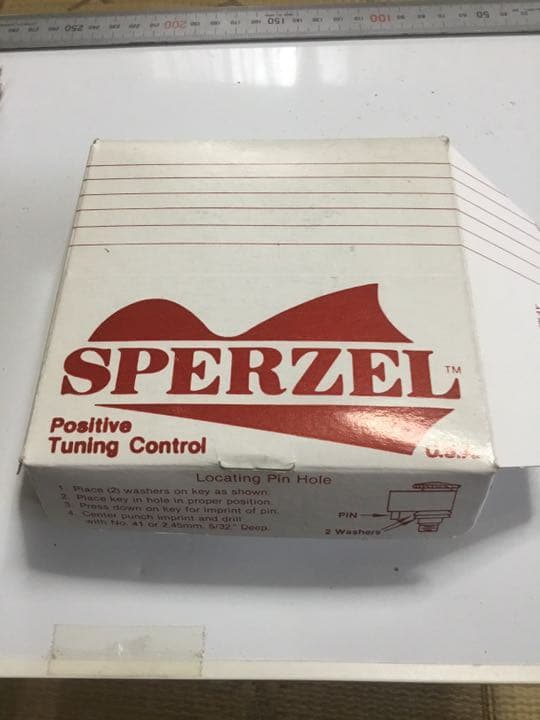 50
100
150
200
250
SPERZEL™
Positive
Tuning Control
U.S.A.
Locating Pin Hole
1. Place (2) washers on key as shown.
2. Place key in hole in proper position.
3. Press down on key for imprint of pin.
4. Center punch imprint and drill
with No. 41 or 2.45mm, 5/32" Deep.
PIN
2 Washers